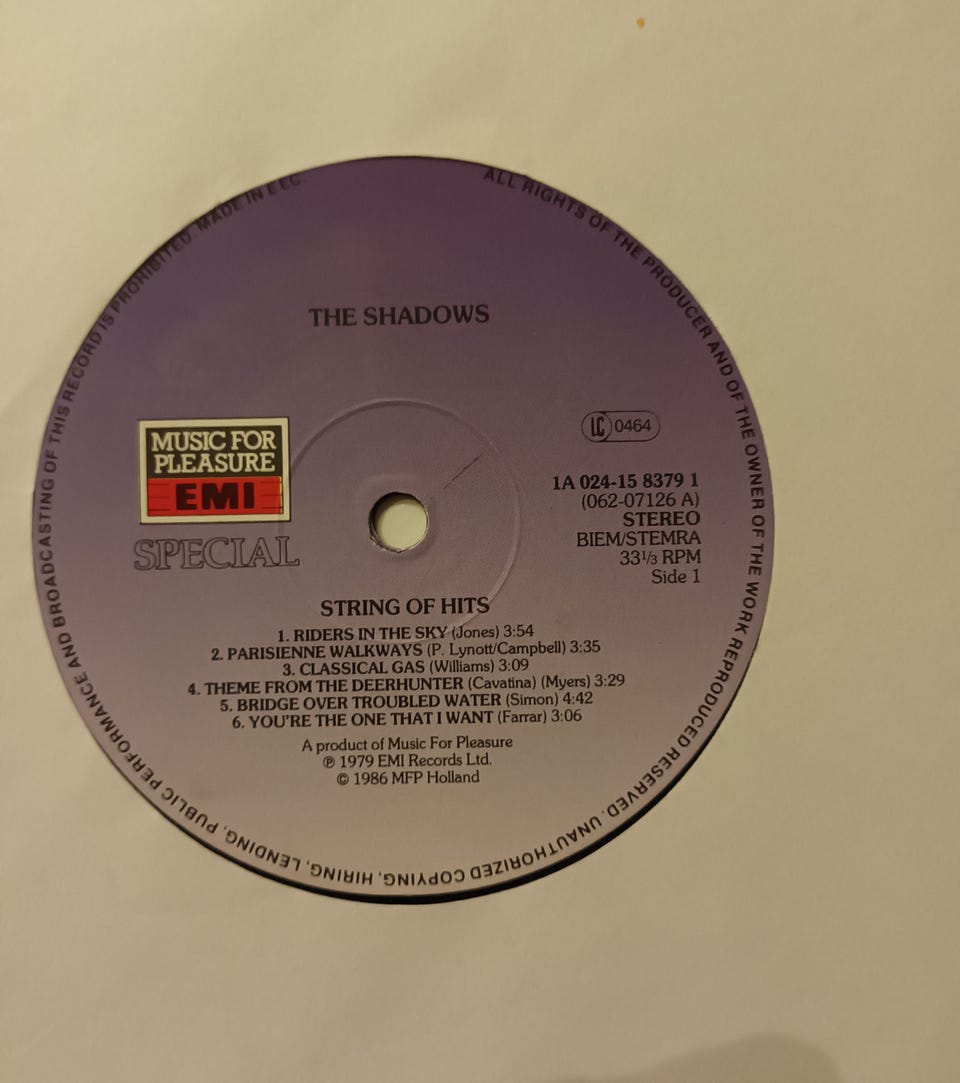 ALL RIGHTS OF THE PRODUCER AND OF THE OWNER OF THE WORK REPRODUCED RESERVED. UNAUTHORIZED COPYING, HIRING, LENDING, PUBLIC PERFORMANCE AND BROADCASTING OF THIS RECORD IS PROHIBITED MADE IN EEC.
THE SHADOWS
MUSIC FOR
PLEASURE
EMI
SPECIAL
LC 0464
1A 024-15 8379 1
(062-07126 A)
STEREO
BIEM/STEMRA
33 1/3 RPM
Side 1
STRING OF HITS
1. RIDERS IN THE SKY (Jones) 3:54
2. PARISIENNE WALKWAYS (P. Lynott/Campbell) 3:35
3. CLASSICAL GAS (Williams) 3:09
4. THEME FROM THE DEERHUNTER (Cavatina) (Myers) 3:29
5. BRIDGE OVER TROUBLED WATER (Simon) 4:42
6. YOU'RE THE ONE THAT I WANT (Farrar) 3:06
A product of Music For Pleasure
℗ 1979 EMI Records Ltd.
© 1986 MFP Holland